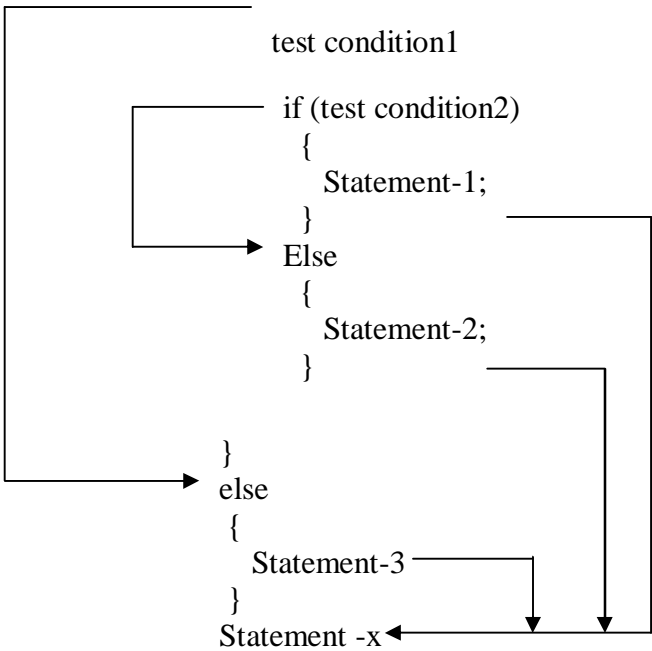 test condition1
if (test condition2)
{
Statement-1;
}
Else
{
Statement-2;
}
}
else
{
Statement-3
}
Statement -x